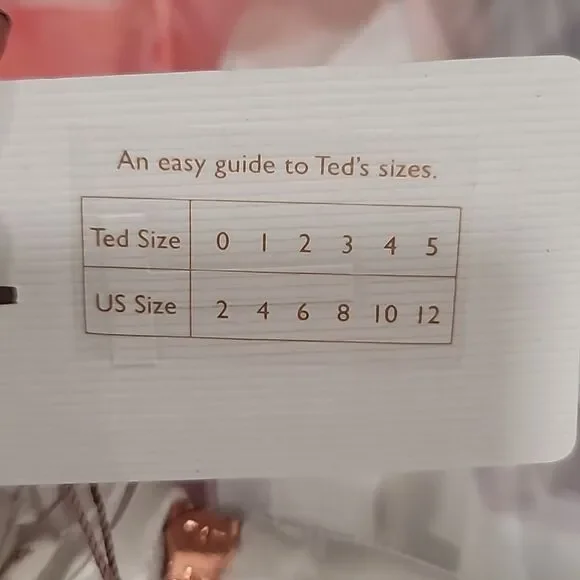 An easy guide to Ted's sizes.
Ted Size 0 1 2 3 4 5
US Size 2 4 6 8 10 12